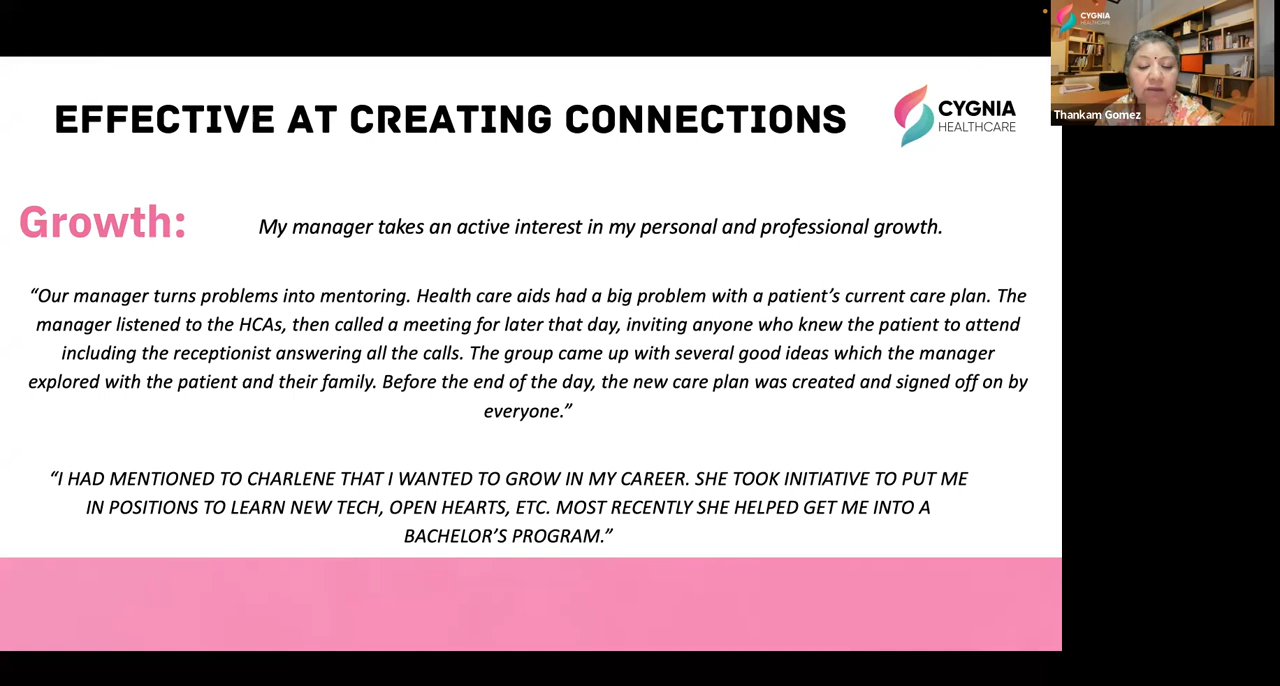 EFFECTIVE AT CREATING CONNECTIONS
CYGNIA
HEALTHCARE
CYGNIA
HEALTHCARE
Thankam Gomez
Growth:
My manager takes an active interest in my personal and professional growth.
“Our manager turns problems into mentoring. Health care aids had a big problem with a patient’s current care plan. The
manager listened to the HCAs, then called a meeting for later that day, inviting anyone who knew the patient to attend
including the receptionist answering all the calls. The group came up with several good ideas which the manager
explored with the patient and their family. Before the end of the day, the new care plan was created and signed off on by
everyone.”
“I HAD MENTIONED TO CHARLENE THAT I WANTED TO GROW IN MY CAREER. SHE TOOK INITIATIVE TO PUT ME
IN POSITIONS TO LEARN NEW TECH, OPEN HEARTS, ETC. MOST RECENTLY SHE HELPED GET ME INTO A
BACHELOR’S PROGRAM.”